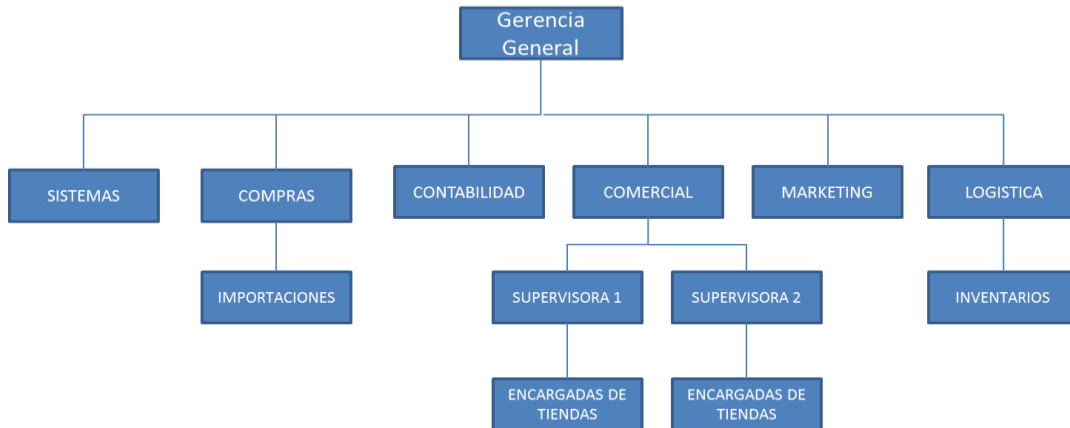 Gerencia
General
SISTEMAS
COMPRAS
CONTABILIDAD
COMERCIAL
MARKETING
LOGISTICA
IMPORTACIONES
SUPERVISORA 1
SUPERVISORA 2
INVENTARIOS
ENCARGADAS DE
TIENDAS
ENCARGADAS DE
TIENDAS